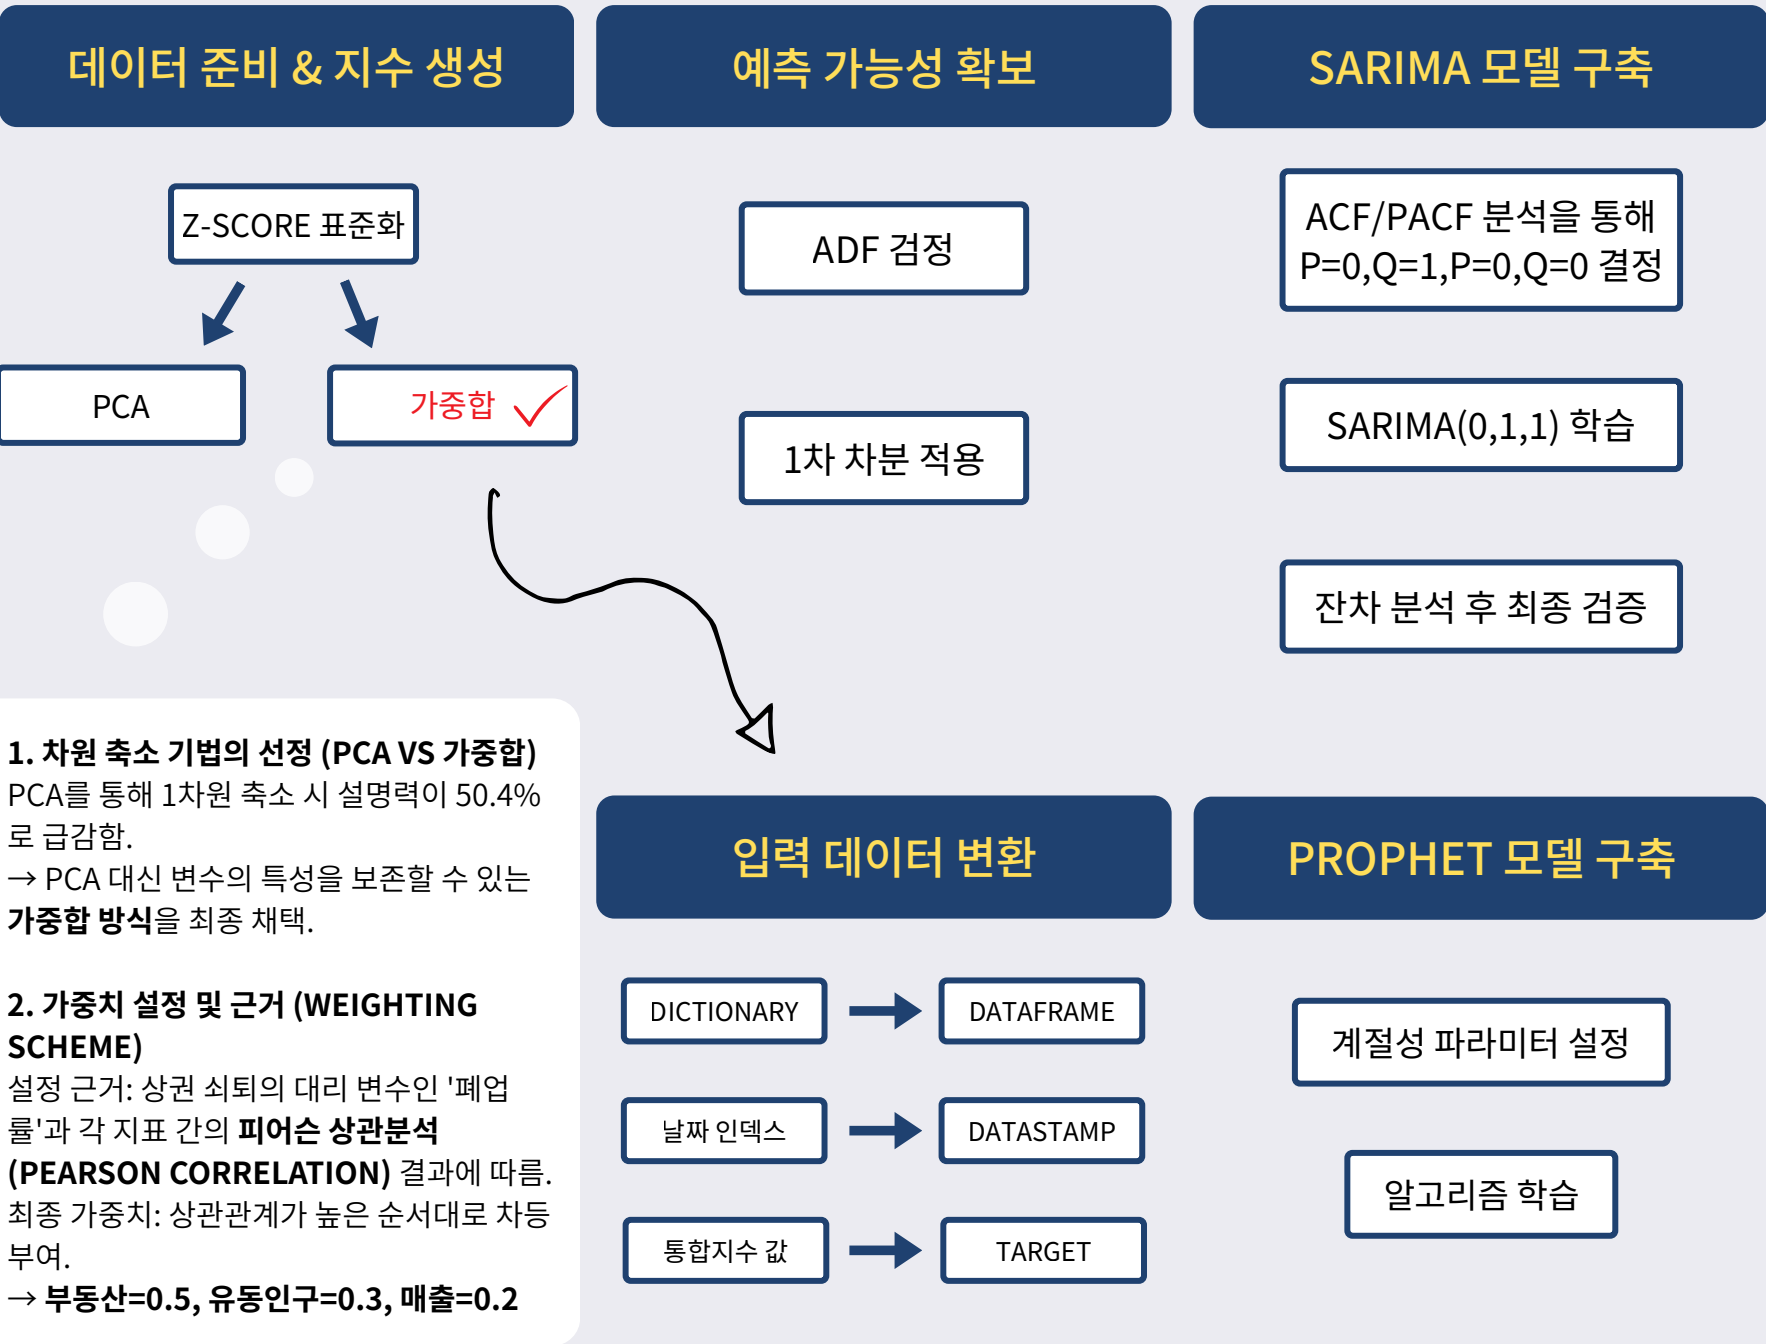 데이터 준비 & 지수 생성
Z-SCORE 표준화
PCA
가중합
1. 차원 축소 기법의 선정 (PCA VS 가중합)
PCA를 통해 1차원 축소 시 설명력이 50.4%
로 급감함.
→ PCA 대신 변수의 특성을 보존할 수 있는
가중합 방식을 최종 채택.
2. 가중치 설정 및 근거 (WEIGHTING
SCHEME)
설정 근거: 상권 쇠퇴의 대리 변수인 '폐업
률'과 각 지표 간의 피어슨 상관분석
(PEARSON CORRELATION) 결과에 따름.
최종 가중치: 상관관계가 높은 순서대로 차등
부여.
→ 부동산=0.5, 유동인구=0.3, 매출=0.2
예측 가능성 확보
ADF 검정
1차 차분 적용
SARIMA 모델 구축
ACF/PACF 분석을 통해
P=0,Q=1,P=0,Q=0 결정
SARIMA(0,1,1) 학습
잔차 분석 후 최종 검증
입력 데이터 변환
DICTIONARY
DATAFRAME
날짜 인덱스
DATASTAMP
통합지수 값
TARGET
PROPHET 모델 구축
계절성 파라미터 설정
알고리즘 학습